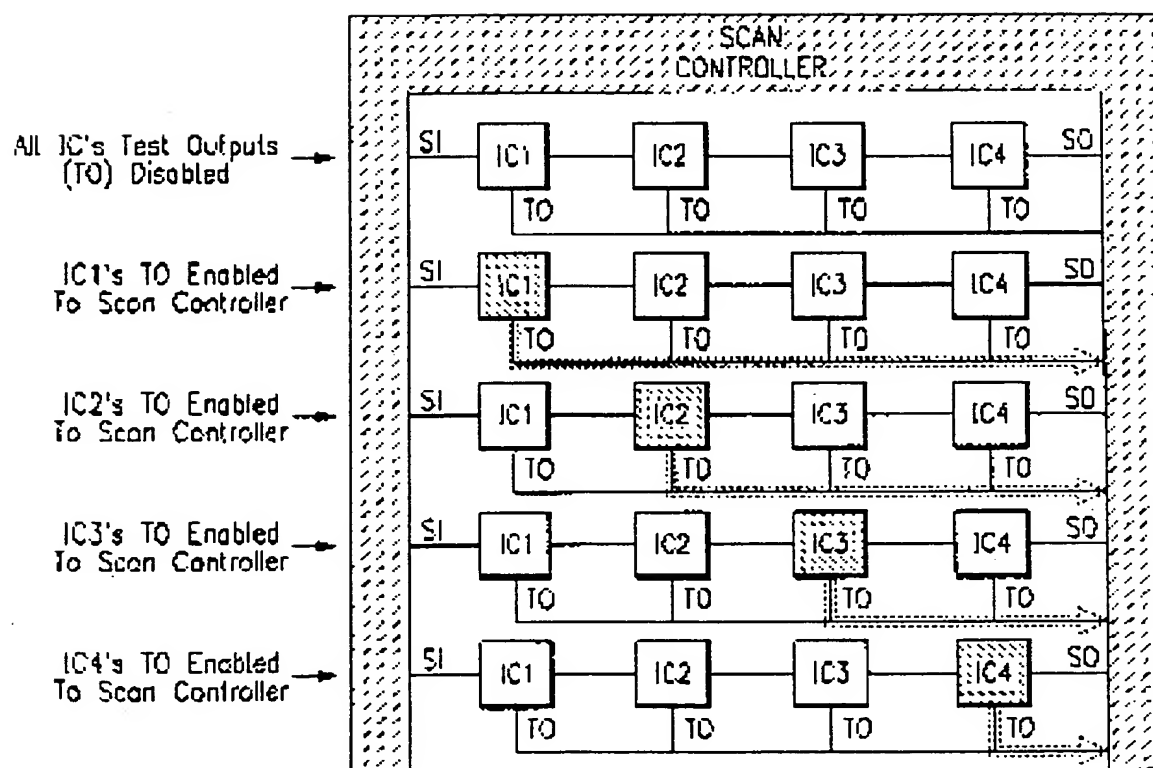 SCAN
CONTROLLER
All IC's Test Outputs
(TO) Disabled
SI IC1 IC2 IC3 IC4 SO
TO TO TO TO
IC1's TO Enabled
To Scan Controller
SI IC1 IC2 IC3 IC4 SO
TO TO TO TO
IC2's TO Enabled
To Scan Controller
SI IC1 IC2 IC3 IC4 SO
TO TO TO TO
IC3's TO Enabled
To Scan Controller
SI IC1 IC2 IC3 IC4 SO
TO TO TO TO
IC4's TO Enabled
To Scan Controller
SI IC1 IC2 IC3 IC4 SO
TO TO TO TO